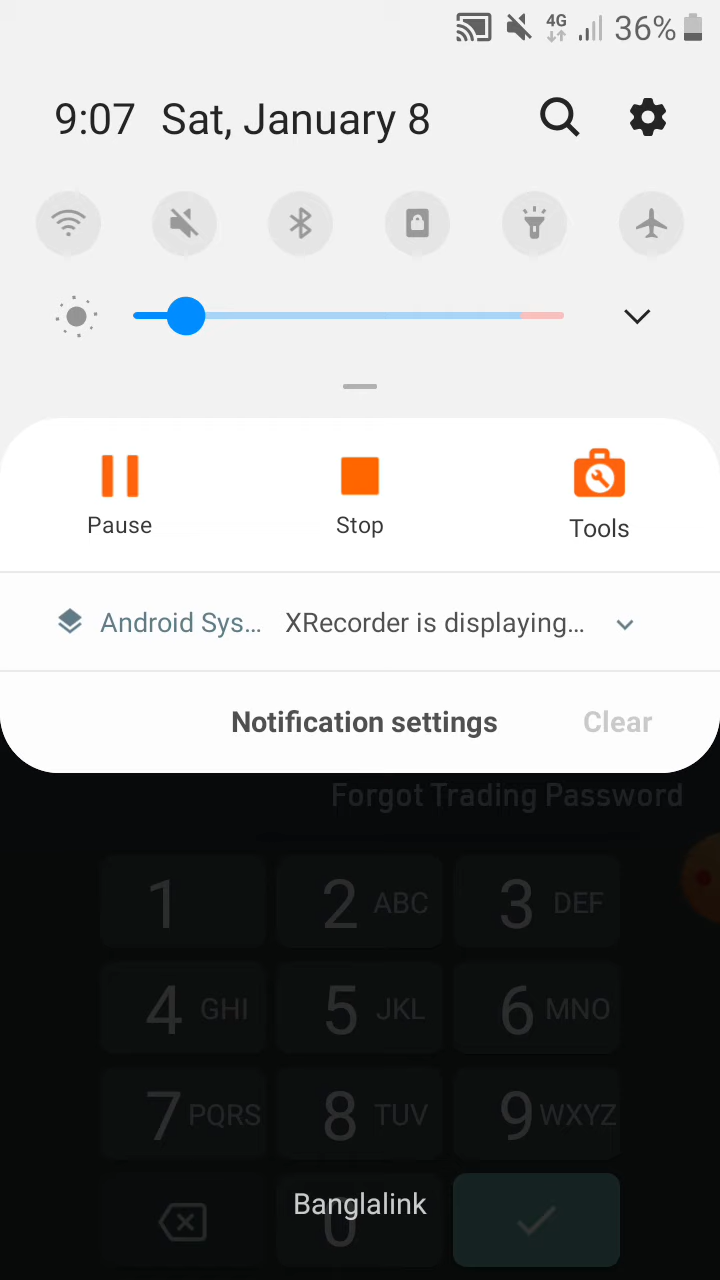 4G 36%
9:07 Sat, January 8
Pause Stop Tools
Android Sys... XRecorder is displaying...
Notification settings Clear
Forgot Trading Password
1 2 ABC 3 DEF
4 GHI 5 JKL 6 MNO
7 PQRS 8 TUV 9 WXYZ
Banglalink
0